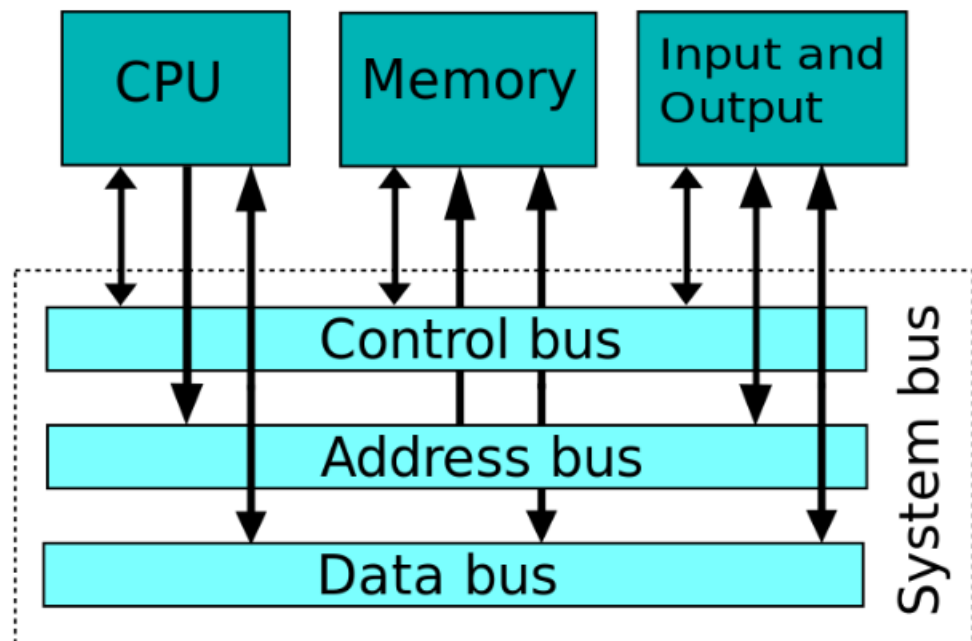 CPU
Memory
Input and
Output
Control bus
Address bus
Data bus
System bus